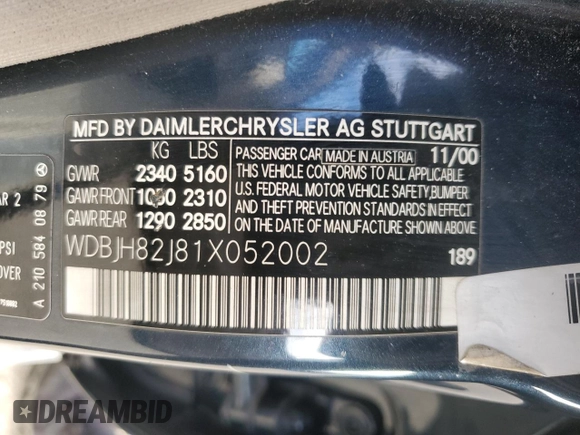 MFD BY DAIMLERCHRYSLER AG STUTTGART
KG LBS
GVWR 2340 5160
GAWR FRONT 1050 2310
GAWR REAR 1290 2850
PASSENGER CAR MADE IN AUSTRIA 11/00
THIS VEHICLE CONFORMS TO ALL APPLICABLE
U.S. FEDERAL MOTOR VEHICLE SAFETY, BUMPER
AND THEFT PREVENTION STANDARDS IN EFFECT
ON THE DATE OF MANUFACTURE SHOWN ABOVE.
WDBJH82J81X052002
189
AR 2
PSI
OVER
A 210 584 08 79
DREAMBID